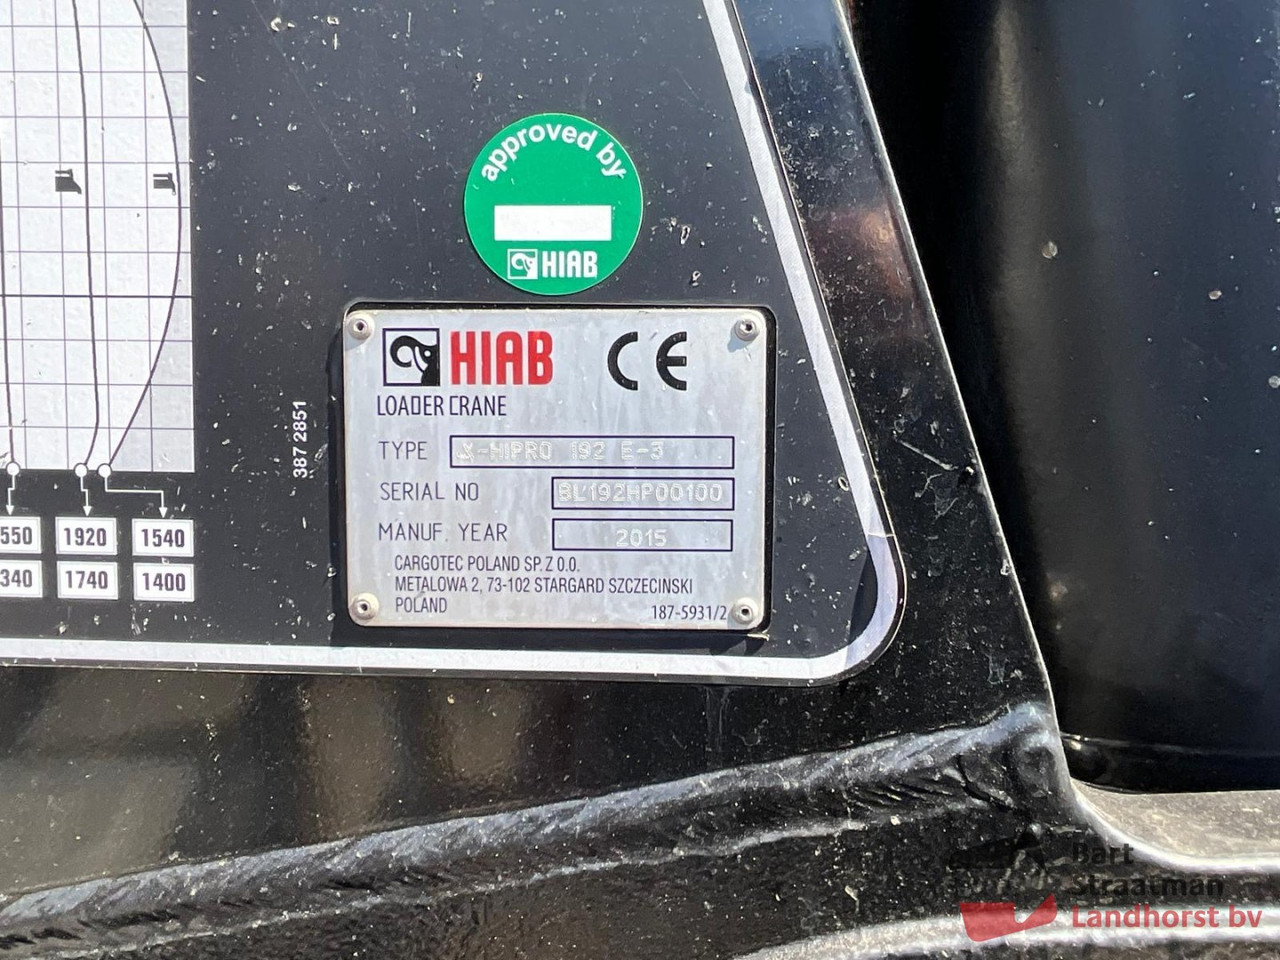 approved by
HIAB
HIAB CE
LOADER CRANE
TYPE X-HIPRO 192 E-3
SERIAL NO BL192HP00100
MANUF. YEAR 2015
CARGOTEC POLAND SP. Z O.O.
METALOWA 2, 73-102 STARGARD SZCZECINSKI
POLAND
187-5931/2
387 2851
550 1920 1540
340 1740 1400
Bart
Straatman
Landhorst bv